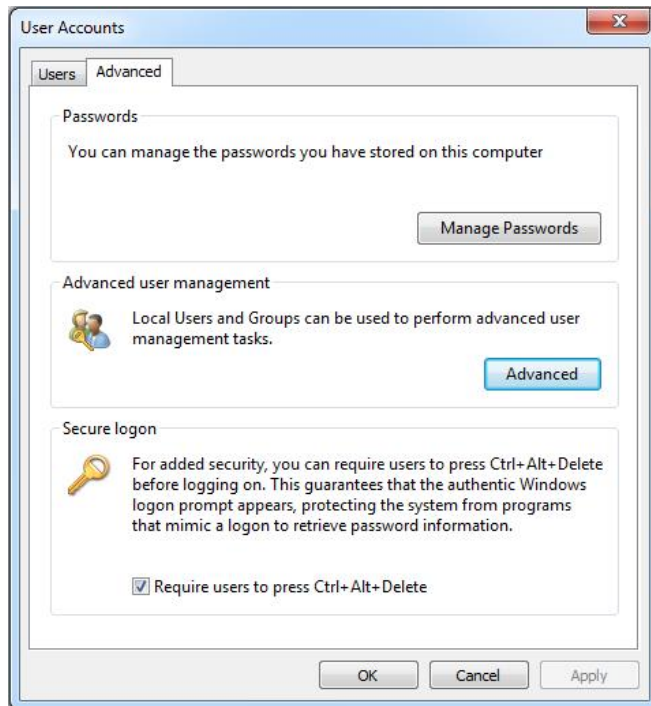 User Accounts
Users
Advanced
Passwords
You can manage the passwords you have stored on this computer
Manage Passwords
Advanced user management
Local Users and Groups can be used to perform advanced user
management tasks.
Advanced
Secure logon
For added security, you can require users to press Ctrl+Alt+Delete
before logging on. This guarantees that the authentic Windows
logon prompt appears, protecting the system from programs
that mimic a logon to retrieve password information.
Require users to press Ctrl+Alt+Delete
OK
Cancel
Apply